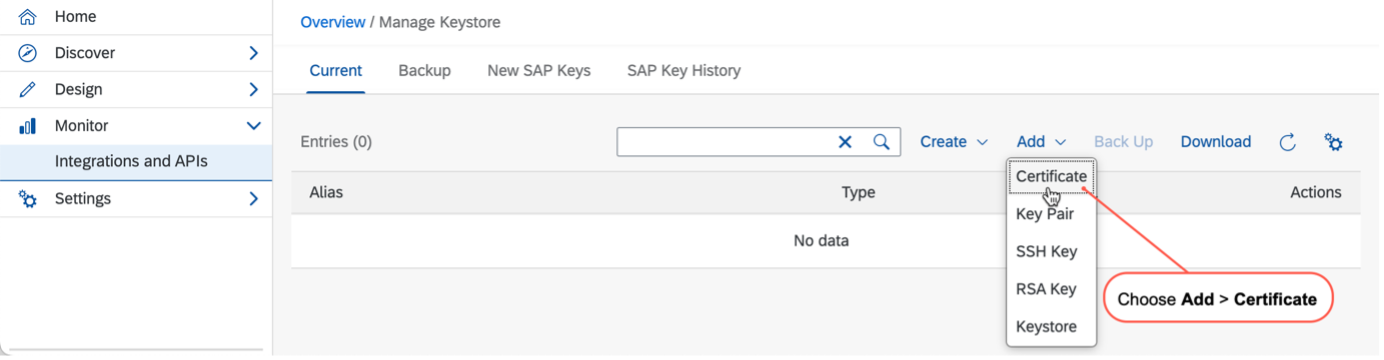 Home
Discover
Design
Monitor
Integrations and APIs
Settings
Overview / Manage Keystore
Current Backup New SAP Keys SAP Key History
Entries (0) Create Add Back Up Download
Alias Type Actions
No data
Certificate
Key Pair
SSH Key
RSA Key
Keystore
Choose Add > Certificate